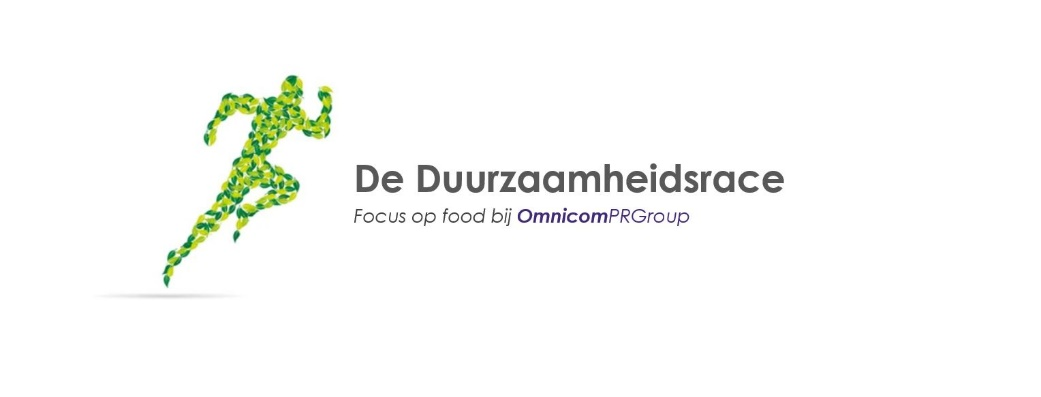 De Duurzaamheidsrace
Focus op food bij OmnicomPRGroup